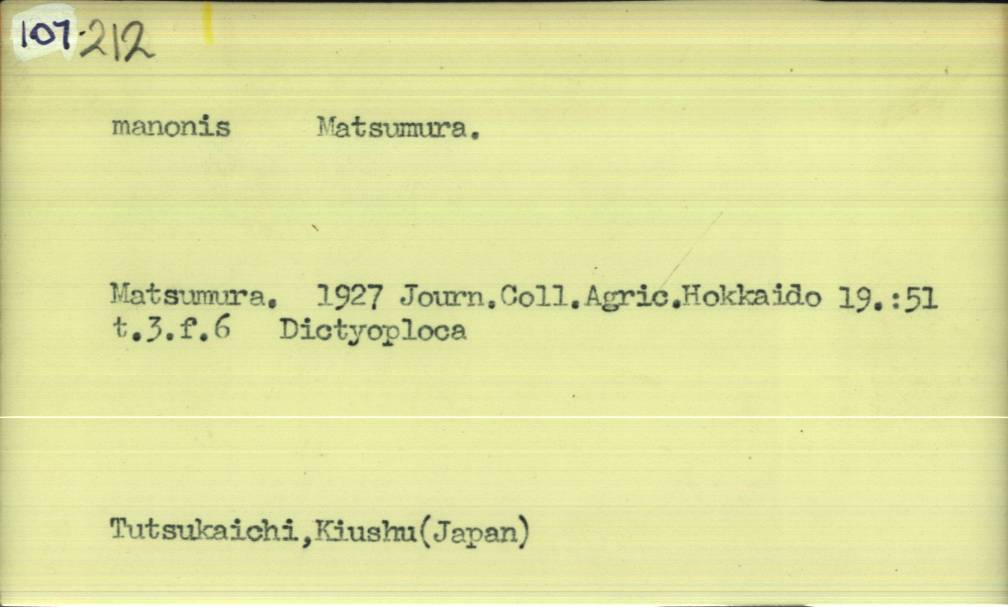 107.212
manonis Matsumura.
Matsumura. 1927 Journ.Coll.Agric.Hokkaido 19.:51
t.3.f.6 Dictyoploca
Tutsukaichi,Kiushu(Japan)